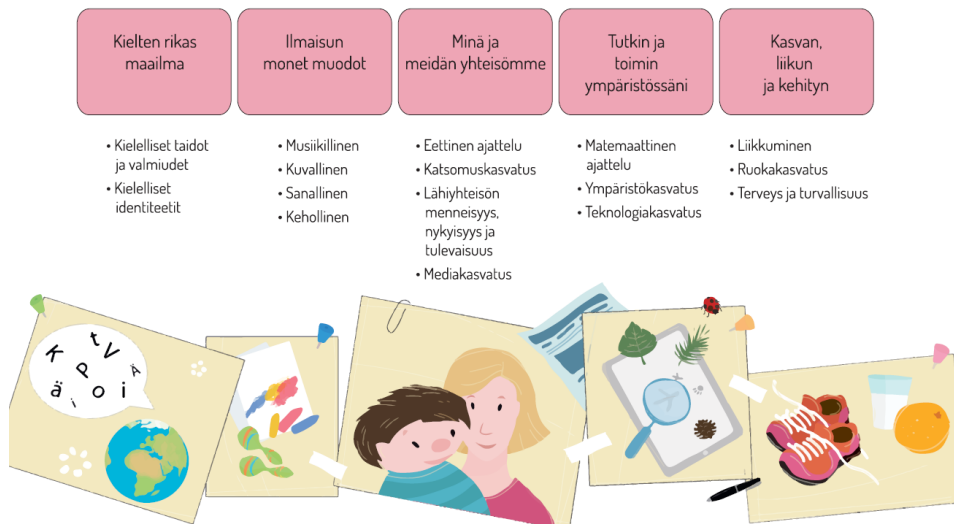 Kielten rikas
maailma
Ilmaisun
monet muodot
Minä ja
meidän yhteisömme
Tutkin ja
toimin
ympäristössäni
Kasvan,
liikun
ja kehityn
• Kielelliset taidot
ja valmiudet
• Kielelliset
identiteetit
• Musiikillinen
• Kuvallinen
• Sanallinen
• Kehollinen
• Eettinen ajattelu
• Katsomuskasvatus
• Lähiyhteisön
menneisyys,
nykyisyys ja
tulevaisuus
• Mediakasvatus
• Matemaattinen
ajattelu
• Ympäristökasvatus
• Teknologiakasvatus
• Liikkuminen
• Ruokakasvatus
• Terveys ja turvallisuus
K t V
P Ä
ä i o i